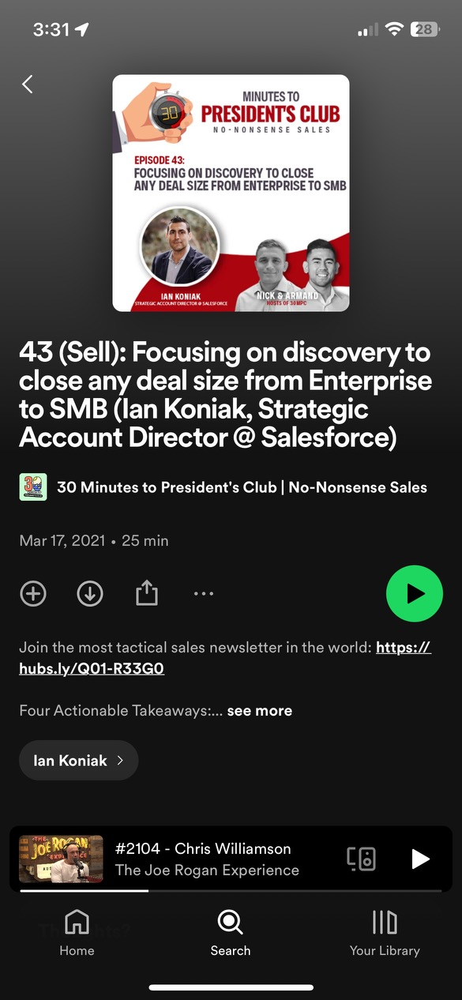 3:31
28
30
MINUTES TO
PRESIDENT'S CLUB
NO-NONSENSE SALES
EPISODE 43:
FOCUSING ON DISCOVERY TO CLOSE
ANY DEAL SIZE FROM ENTERPRISE TO SMB
IAN KONIAK
STRATEGIC ACCOUNT DIRECTOR @ SALESFORCE
NICK & ARMAND
HOSTS OF 30MPC
43 (Sell): Focusing on discovery to
close any deal size from Enterprise
to SMB (Ian Koniak, Strategic
Account Director @ Salesforce)
30 Minutes to President's Club | No-Nonsense Sales
Mar 17, 2021 • 25 min
Join the most tactical sales newsletter in the world: https://
hubs.ly/Q01-R33G0
Four Actionable Takeaways:... see more
Ian Koniak
THE
JOE ROGAN
EXPERIENCE
#2104 - Chris Williamson
The Joe Rogan Experience
Home
Search
Your Library